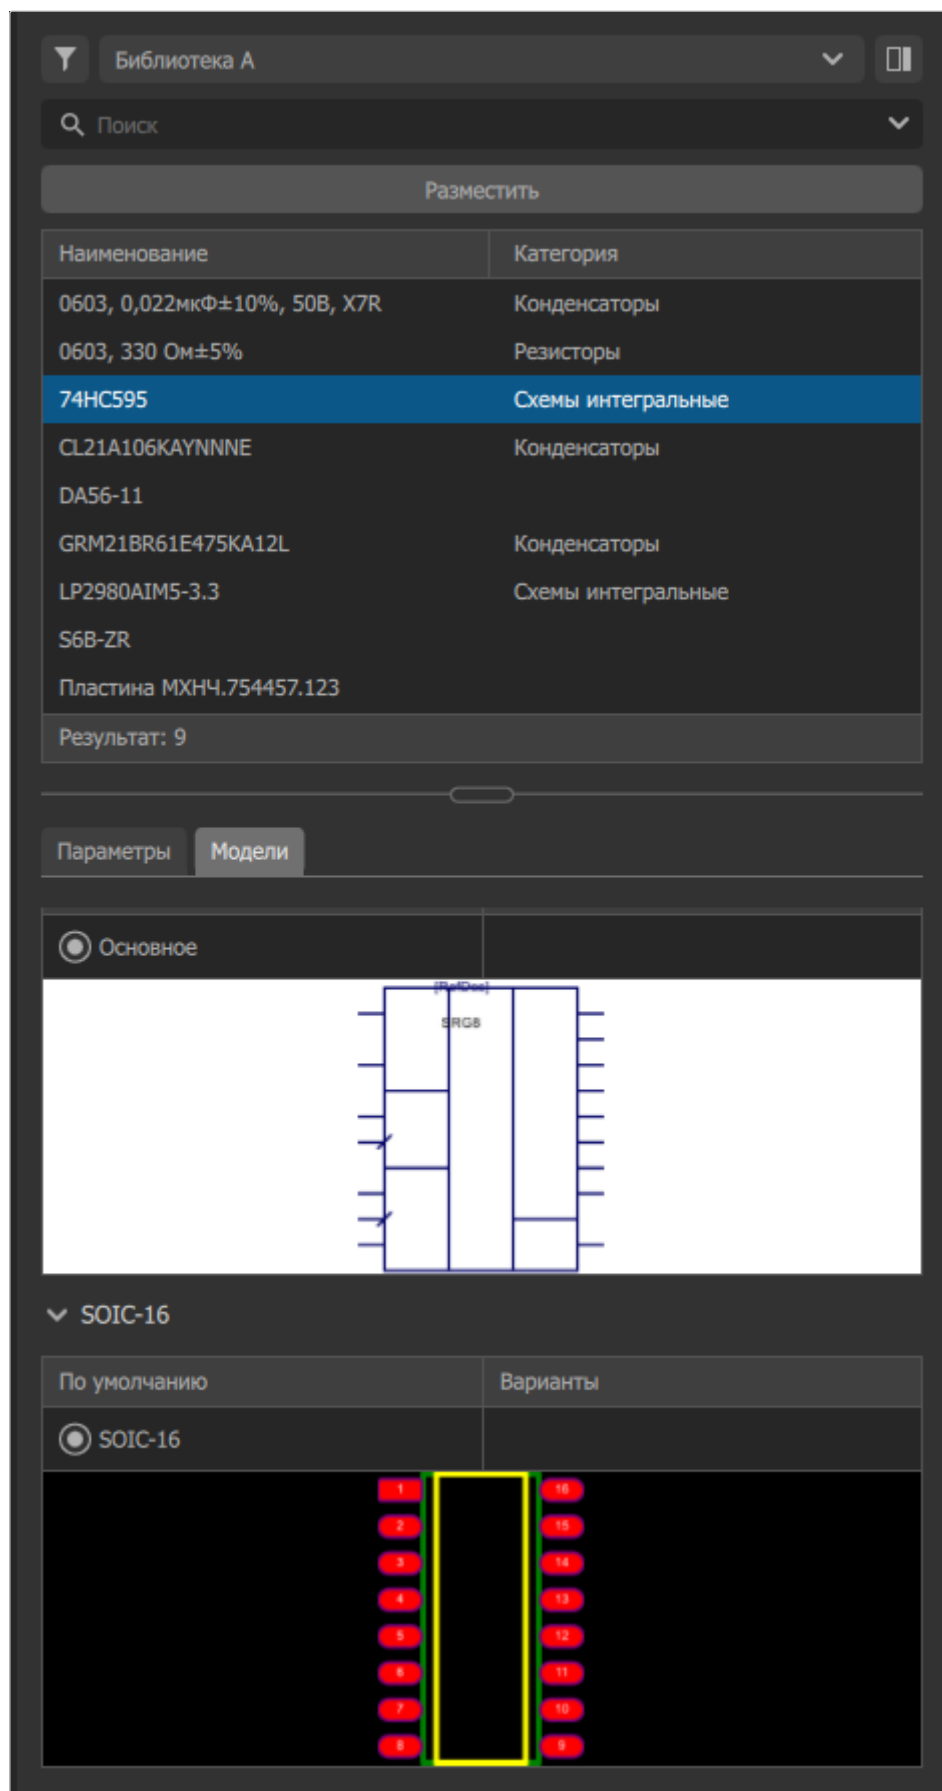 Библиотека А
Поиск
Разместить
Наименование Категория
0603, 0,022мкФ±10%, 50В, X7R Конденсаторы
0603, 330 Ом±5% Резисторы
74HC595 Схемы интегральные
CL21A106KAYNNNE Конденсаторы
DA56-11
GRM21BR61E475KA12L Конденсаторы
LP2980AIM5-3.3 Схемы интегральные
S6B-ZR
Пластина МХНЧ.754457.123
Результат: 9
Параметры Модели
Основное
[RefDes]
SRG8
SOIC-16
По умолчанию Варианты
SOIC-16
1 16
2 15
3 14
4 13
5 12
6 11
7 10
8 9